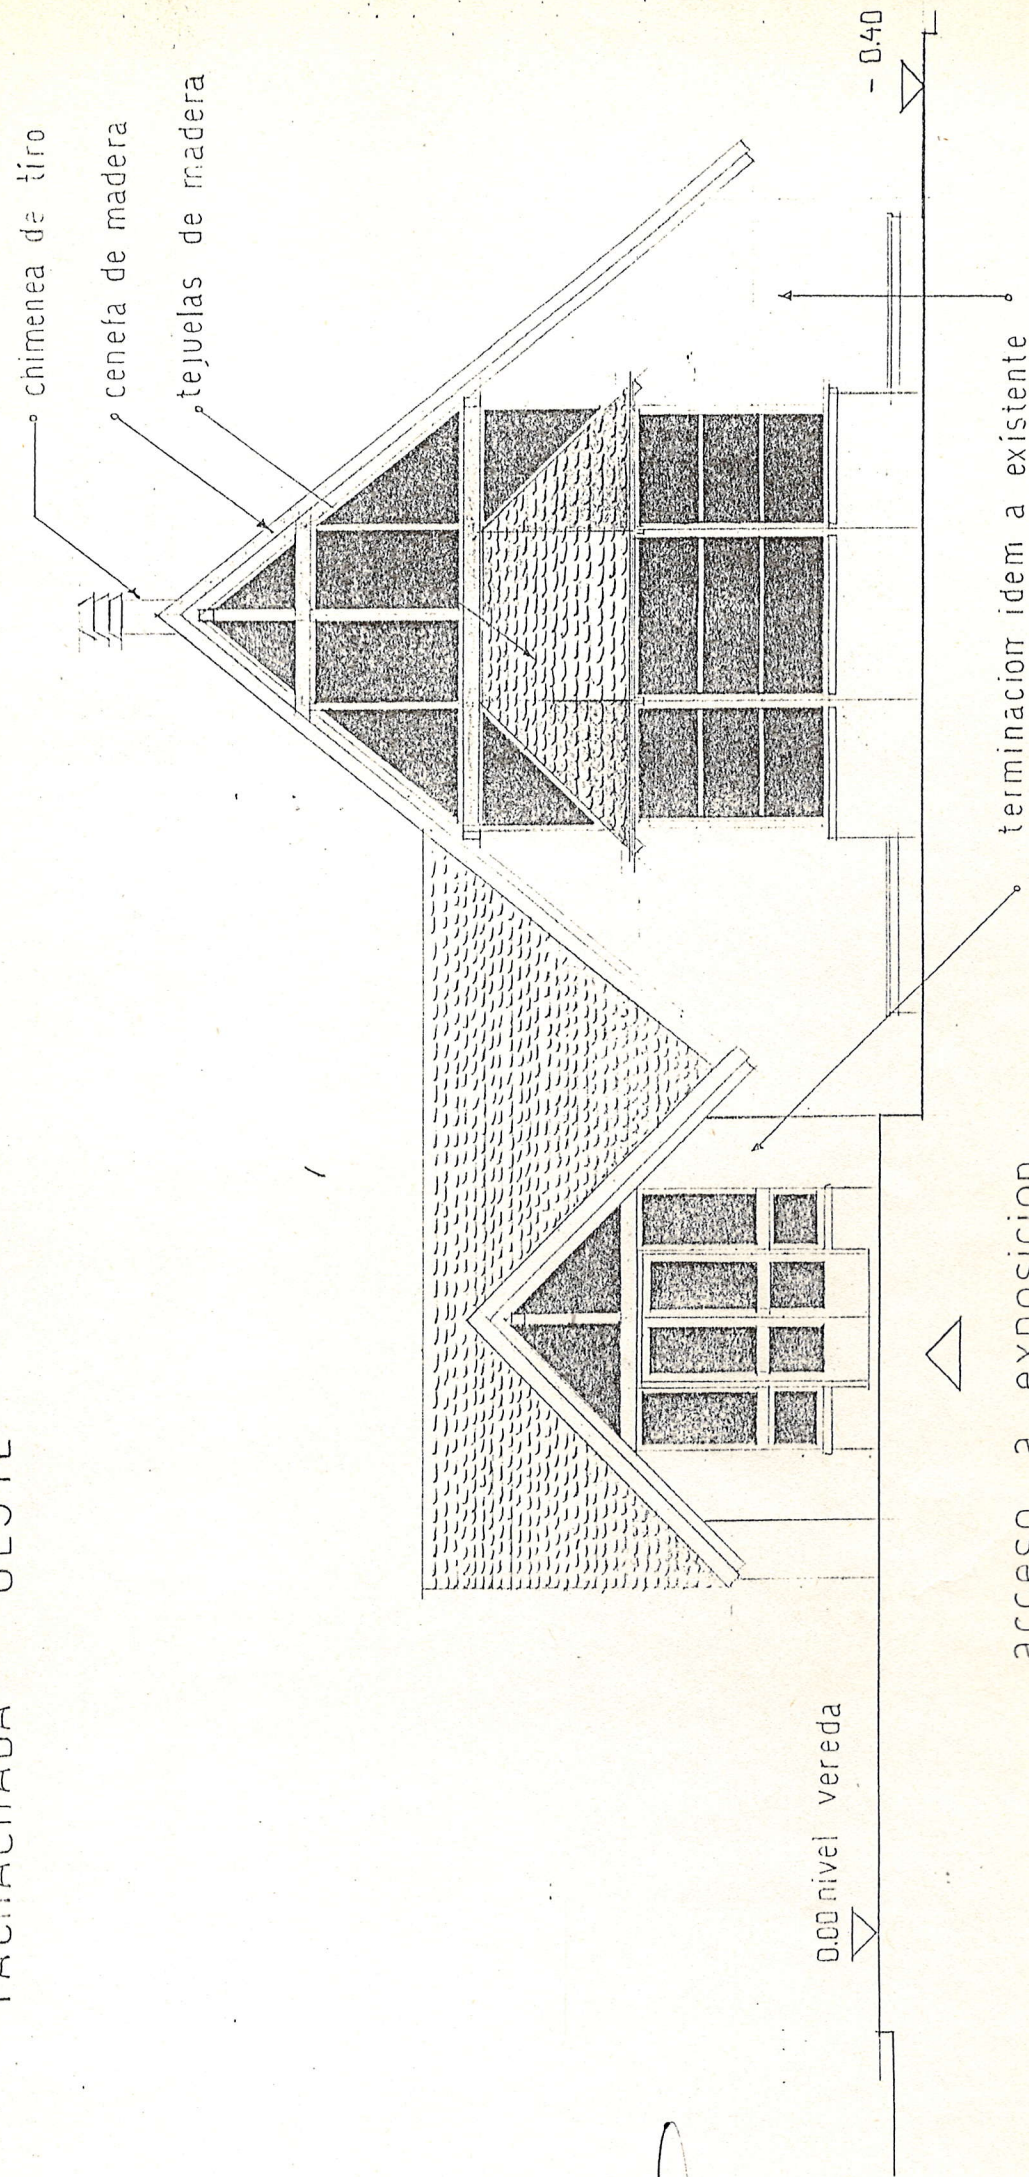 FACHACHADA OESTE
chimenea de tiro
cenefa de madera
tejuelas de madera
- 0.40
0.00 nivel vereda
terminacion idem a existente
acceso a exposicion